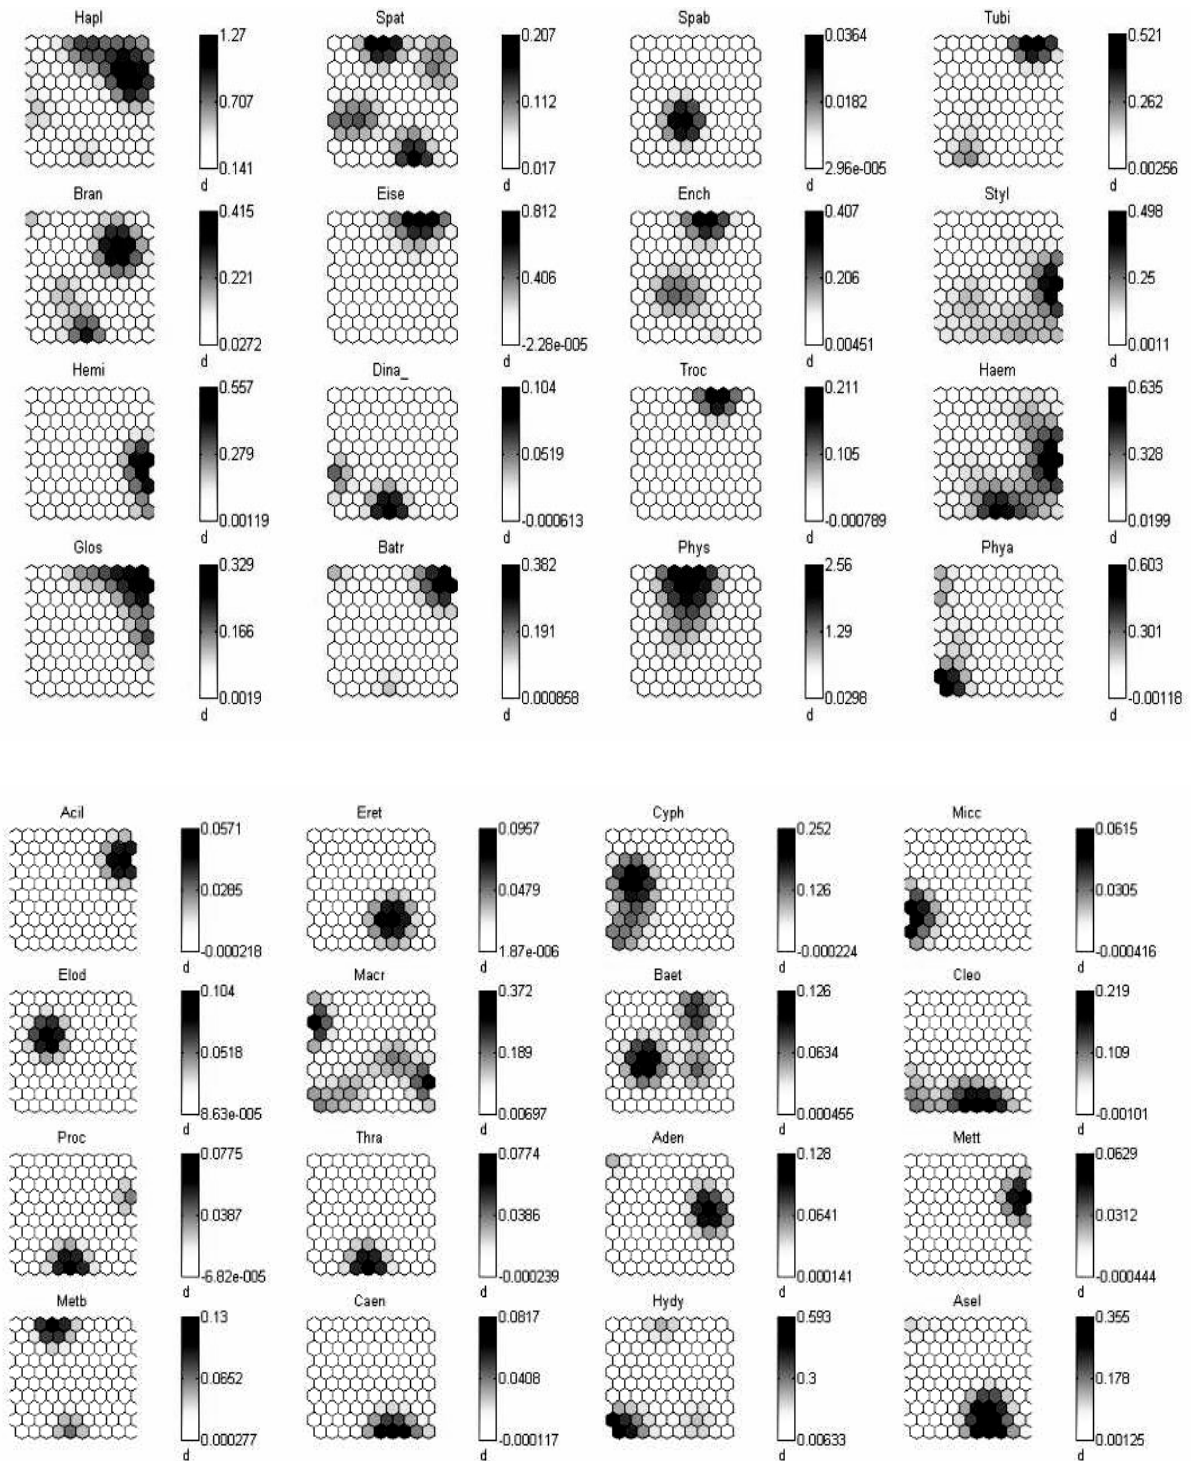 Hapl Spat Spab Tubi
1.27 0.207 0.0364 0.521
0.707 0.112 0.0182 0.262
0.141 0.017 2.96e-005 0.00256
d d d d
Bran Eise Ench Styl
0.415 0.812 0.407 0.498
0.221 0.406 0.206 0.25
0.0272 -2.28e-005 0.00451 0.0011
d d d d
Hemi Dina_ Troc Haem
0.557 0.104 0.211 0.635
0.279 0.0519 0.105 0.328
0.00119 -0.000613 -0.000789 0.0199
d d d d
Glos Batr Phys Phya
0.329 0.382 2.56 0.603
0.166 0.191 1.29 0.301
0.0019 0.000858 0.0298 -0.00118
d d d d
Acil Eret Cyph Micc
0.0571 0.0957 0.252 0.0615
0.0285 0.0479 0.126 0.0305
-0.000218 1.87e-006 -0.000224 -0.000416
d d d d
Elod Macr Baet Cleo
0.104 0.372 0.126 0.219
0.0518 0.189 0.0634 0.109
8.63e-005 0.00697 0.000455 -0.00101
d d d d
Proc Thra Aden Mett
0.0775 0.0774 0.128 0.0629
0.0387 0.0386 0.0641 0.0312
-6.82e-005 -0.000239 0.000141 -0.000444
d d d d
Metb Caen Hydy Asel
0.13 0.0817 0.593 0.355
0.0652 0.0408 0.3 0.178
0.000277 -0.000117 0.00633 0.00125
d d d d